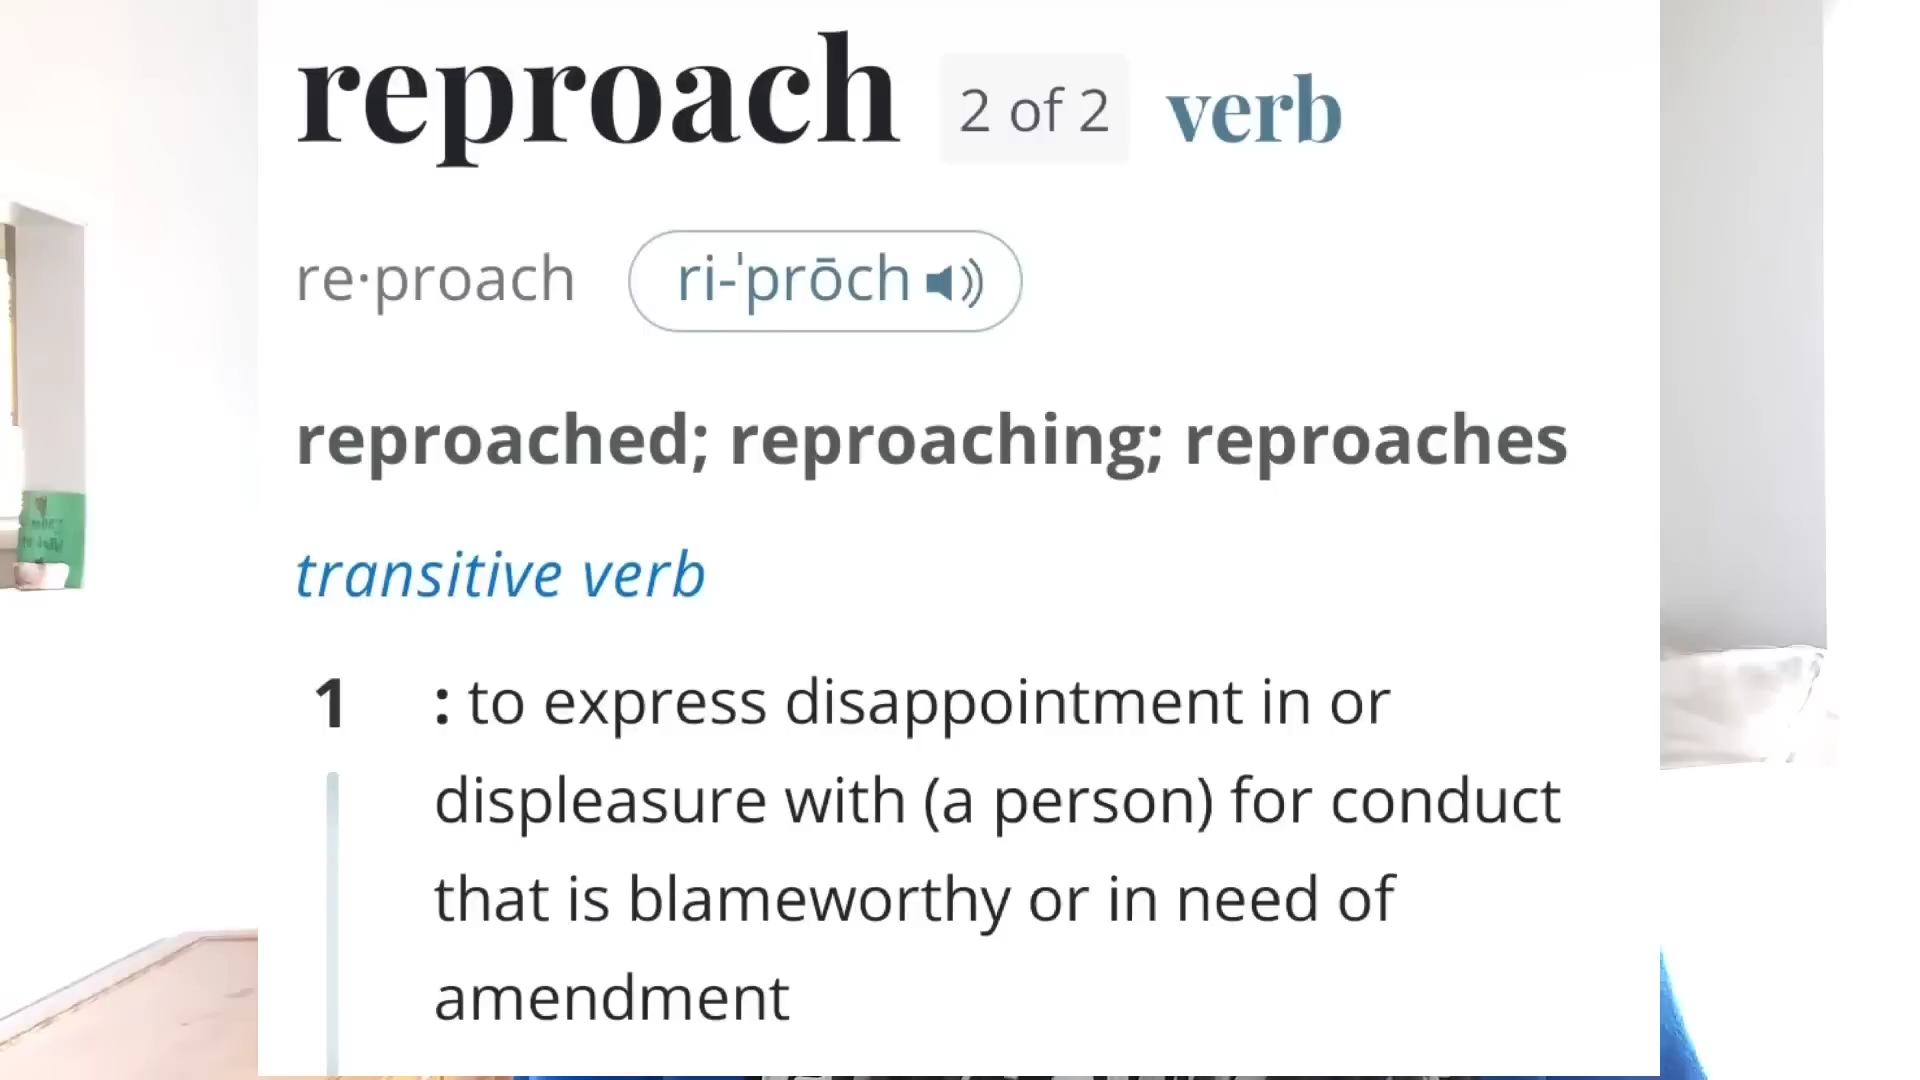 reproach 2 of 2 verb
re·proach ri-ˈprōch
reproached; reproaching; reproaches
transitive verb
1 : to express disappointment in or
displeasure with (a person) for conduct
that is blameworthy or in need of
amendment